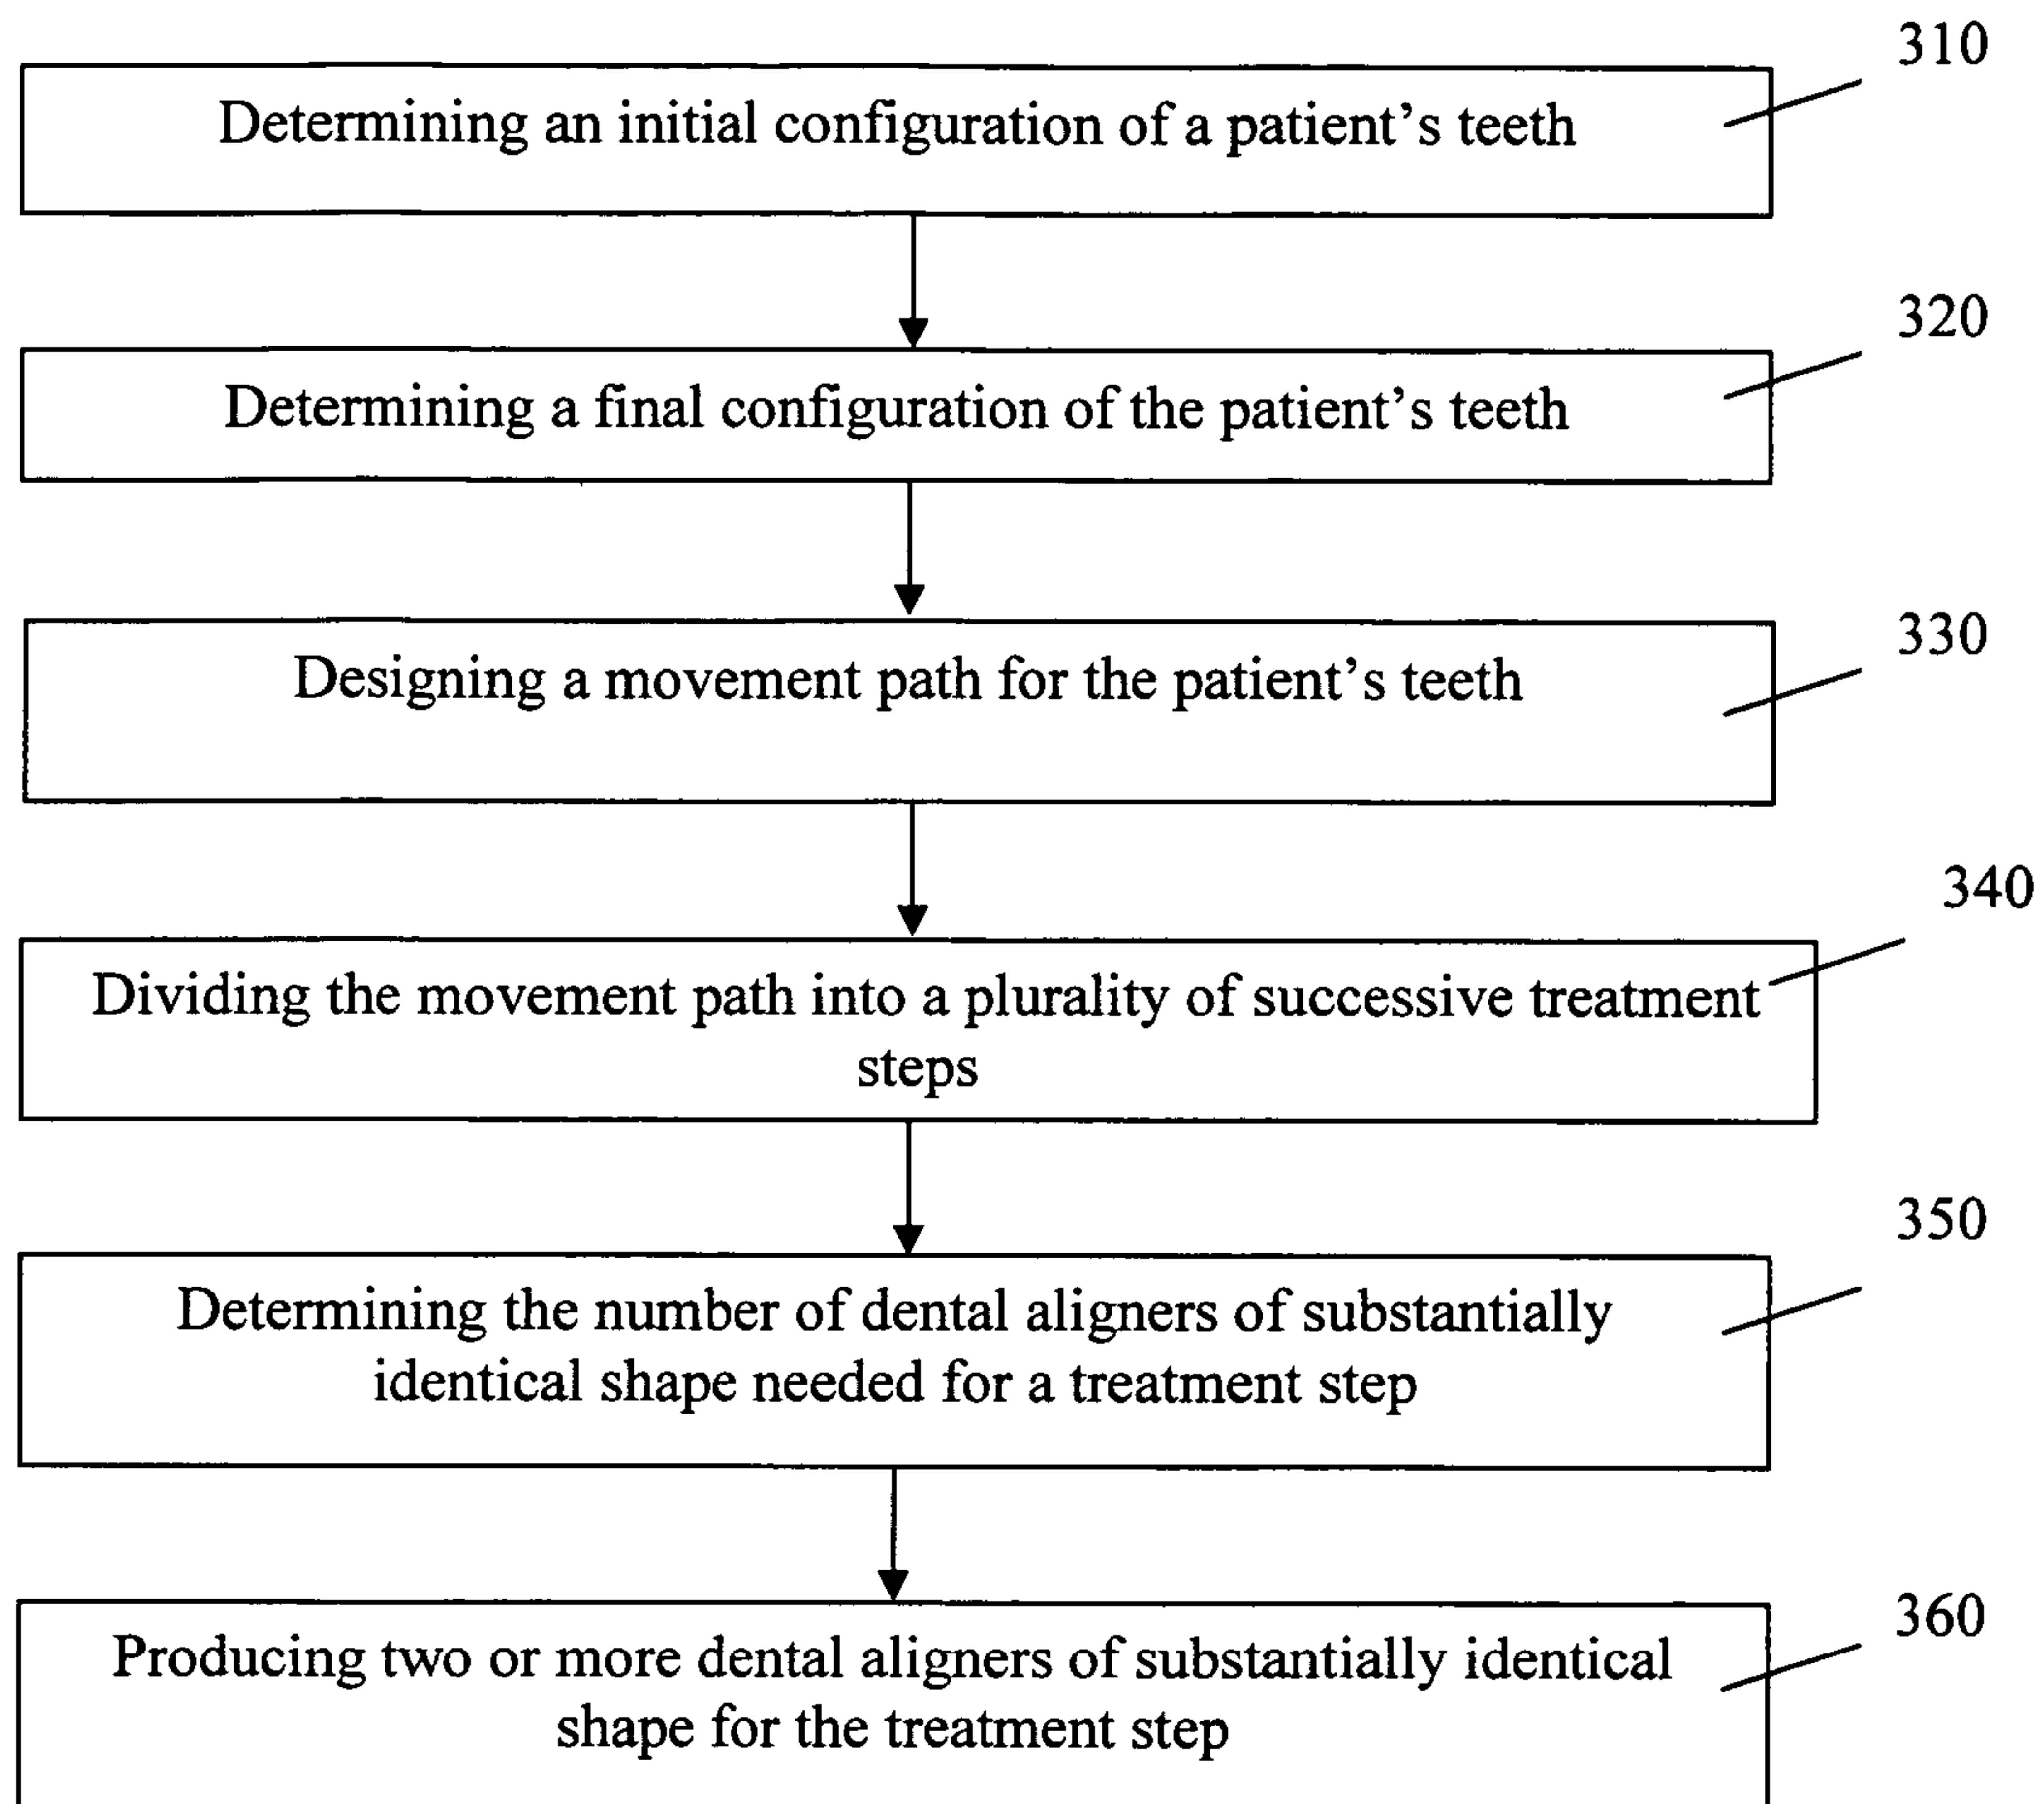 310
Determining an initial configuration of a patient's teeth
320
Determining a final configuration of the patient's teeth
330
Designing a movement path for the patient's teeth
340
Dividing the movement path into a plurality of successive treatment
steps
350
Determining the number of dental aligners of substantially
identical shape needed for a treatment step
360
Producing two or more dental aligners of substantially identical
shape for the treatment step